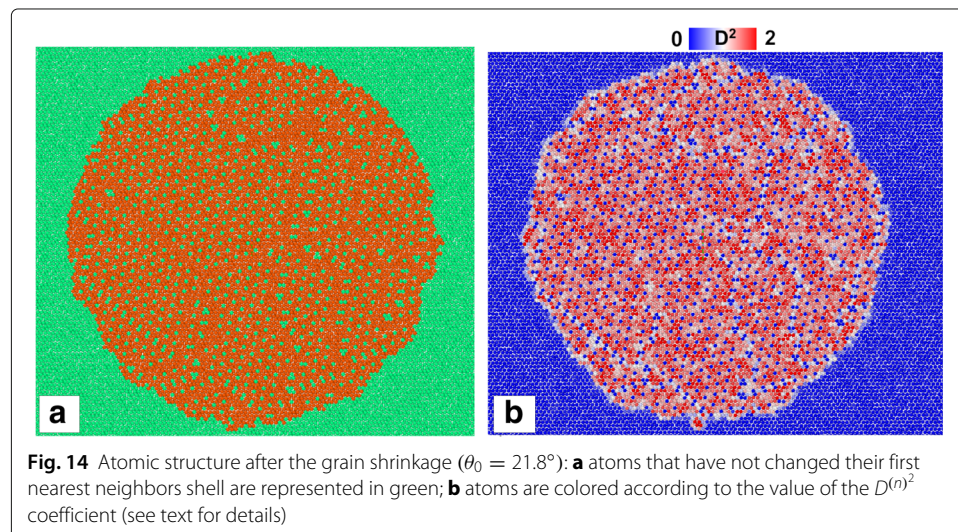 0 D² 2
a
b
Fig. 14 Atomic structure after the grain shrinkage (θ₀ = 21.8°): a atoms that have not changed their first
nearest neighbors shell are represented in green; b atoms are colored according to the value of the D⁽ⁿ⁾²
coefficient (see text for details)